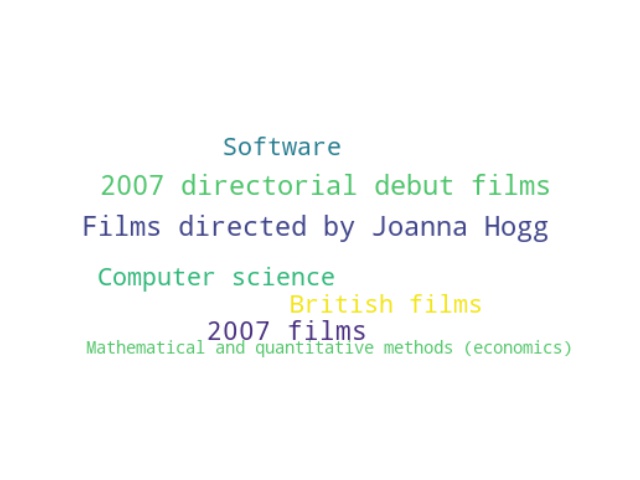 Software
2007 directorial debut films
Films directed by Joanna Hogg
Computer science
British films
2007 films
Mathematical and quantitative methods (economics)